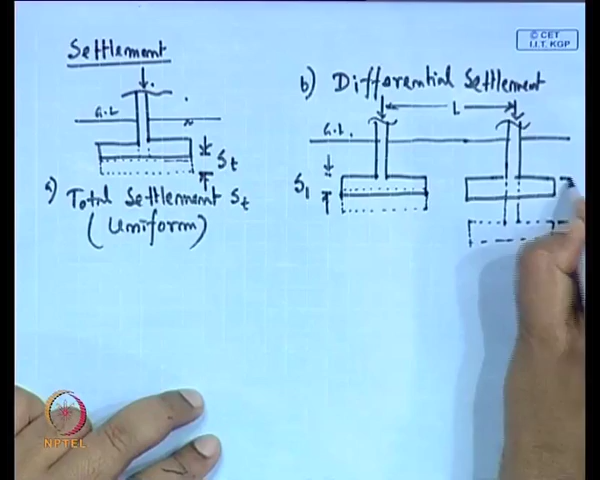 Settlement
G.L
St
a) Total Settlement St
(Uniform)
b) Differential Settlement
L
G.L.
S1
© CET
I.I.T. KGP
NPTEL